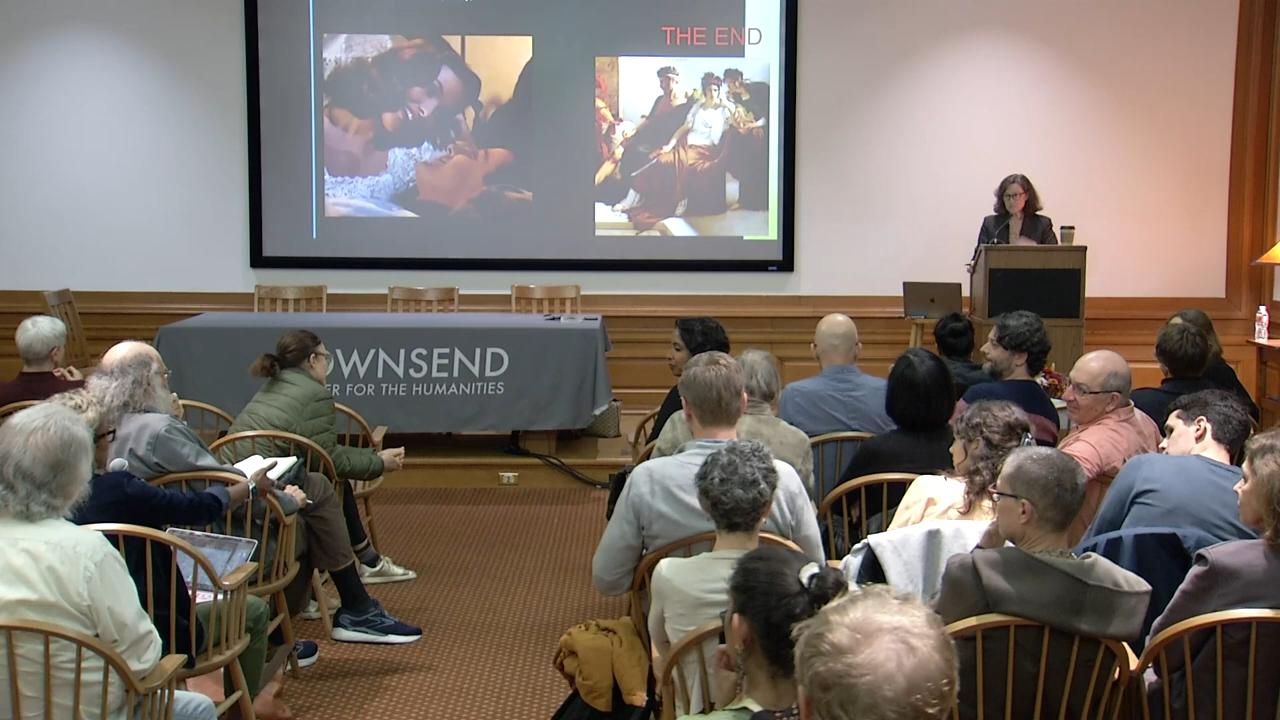 THE END
OWNSEND
ER FOR THE HUMANITIES